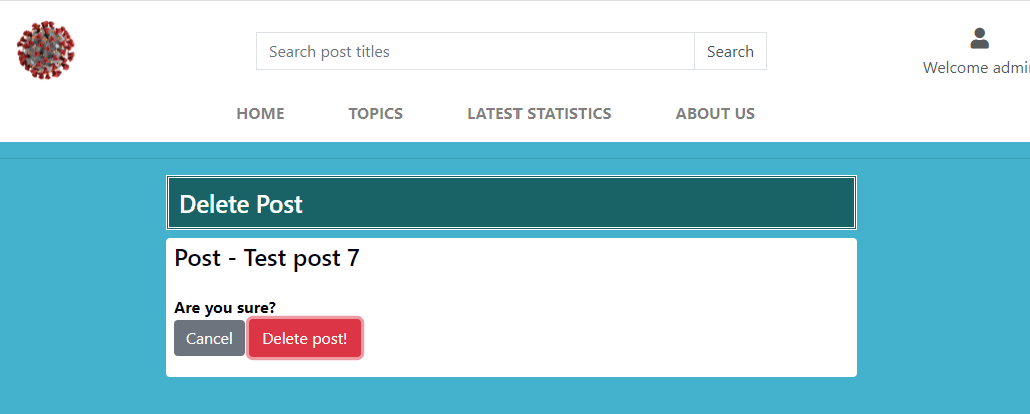 Search post titles
Search
Welcome admi
HOME
TOPICS
LATEST STATISTICS
ABOUT US
Delete Post
Post - Test post 7
Are you sure?
Cancel
Delete post!